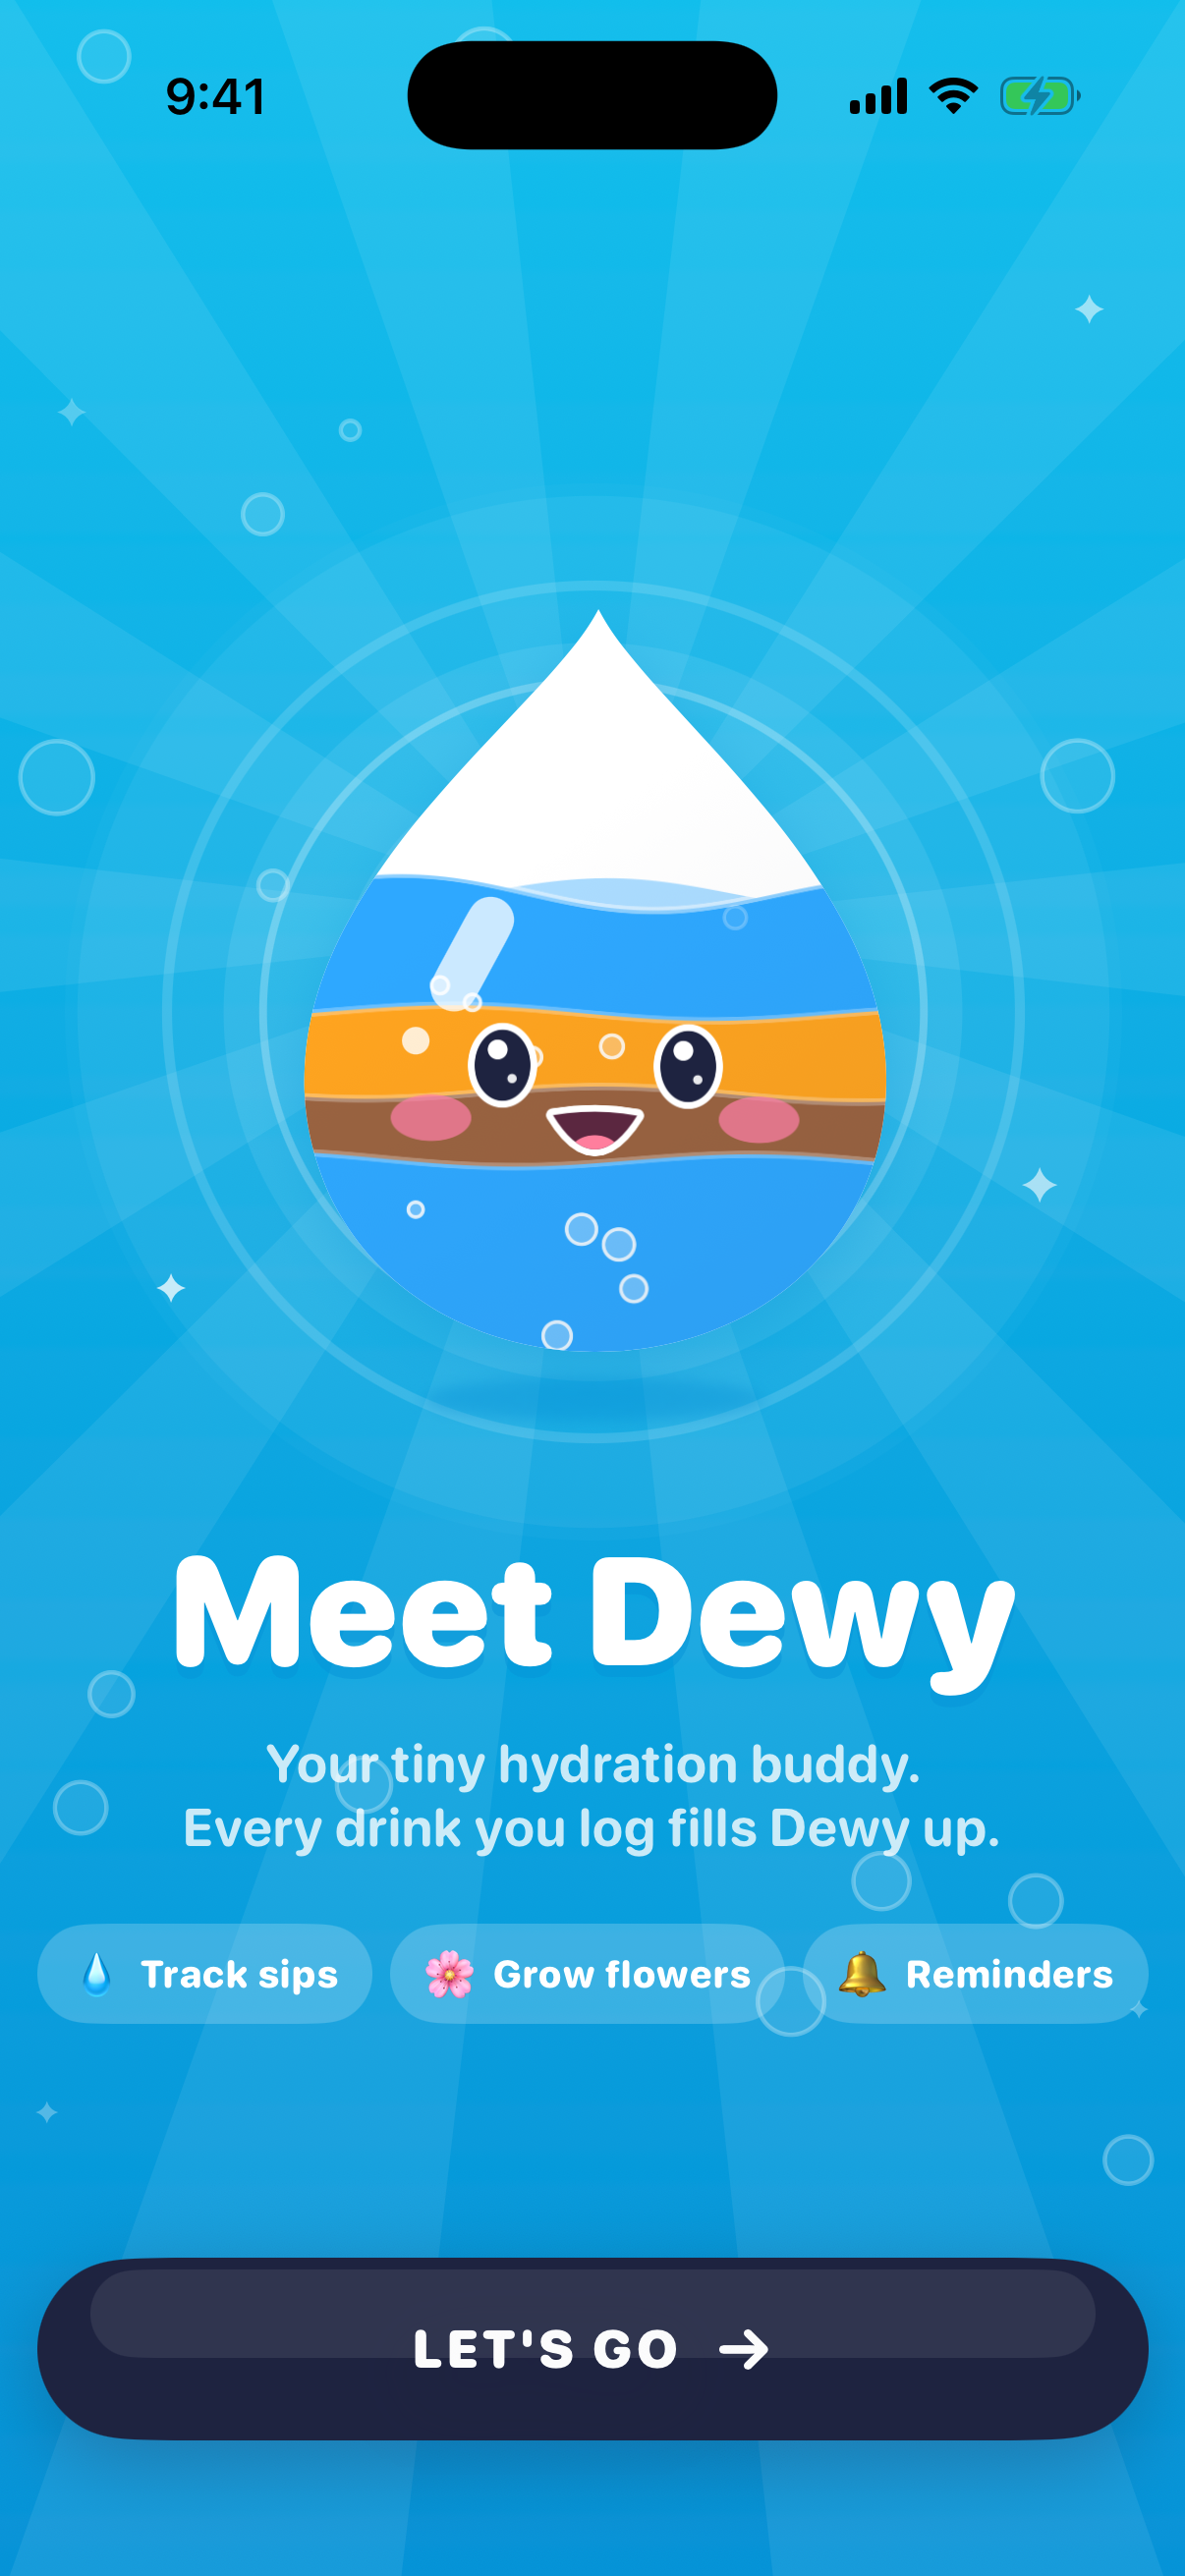 9:41
Meet Dewy
Your tiny hydration buddy.
Every drink you log fills Dewy up.
Track sips
Grow flowers
Reminders
LET'S GO →